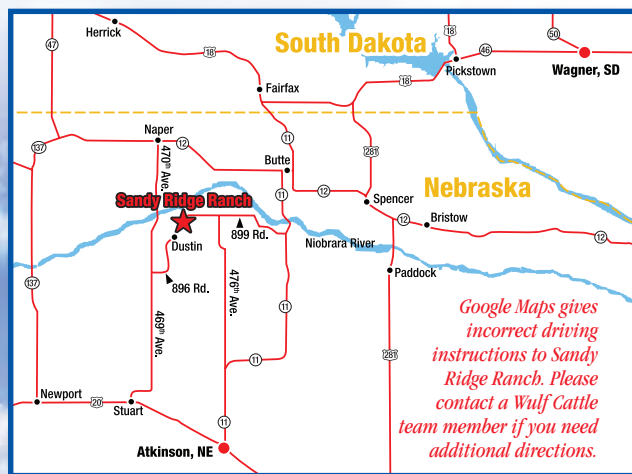 47
Herrick
18
South Dakota
18
46
50
Pickstown
Wagner, SD
18
Fairfax
137
Naper
12
470th Ave.
11
281
Butte
12
Spencer
Nebraska
11
Sandy Ridge Ranch
12
Bristow
12
899 Rd.
Dustin
Niobrara River
Paddock
137
896 Rd.
476th Ave.
469th Ave.
11
11
281
Newport
20
Stuart
11
Atkinson, NE
Google Maps gives
incorrect driving
instructions to Sandy
Ridge Ranch. Please
contact a Wulf Cattle
team member if you need
additional directions.